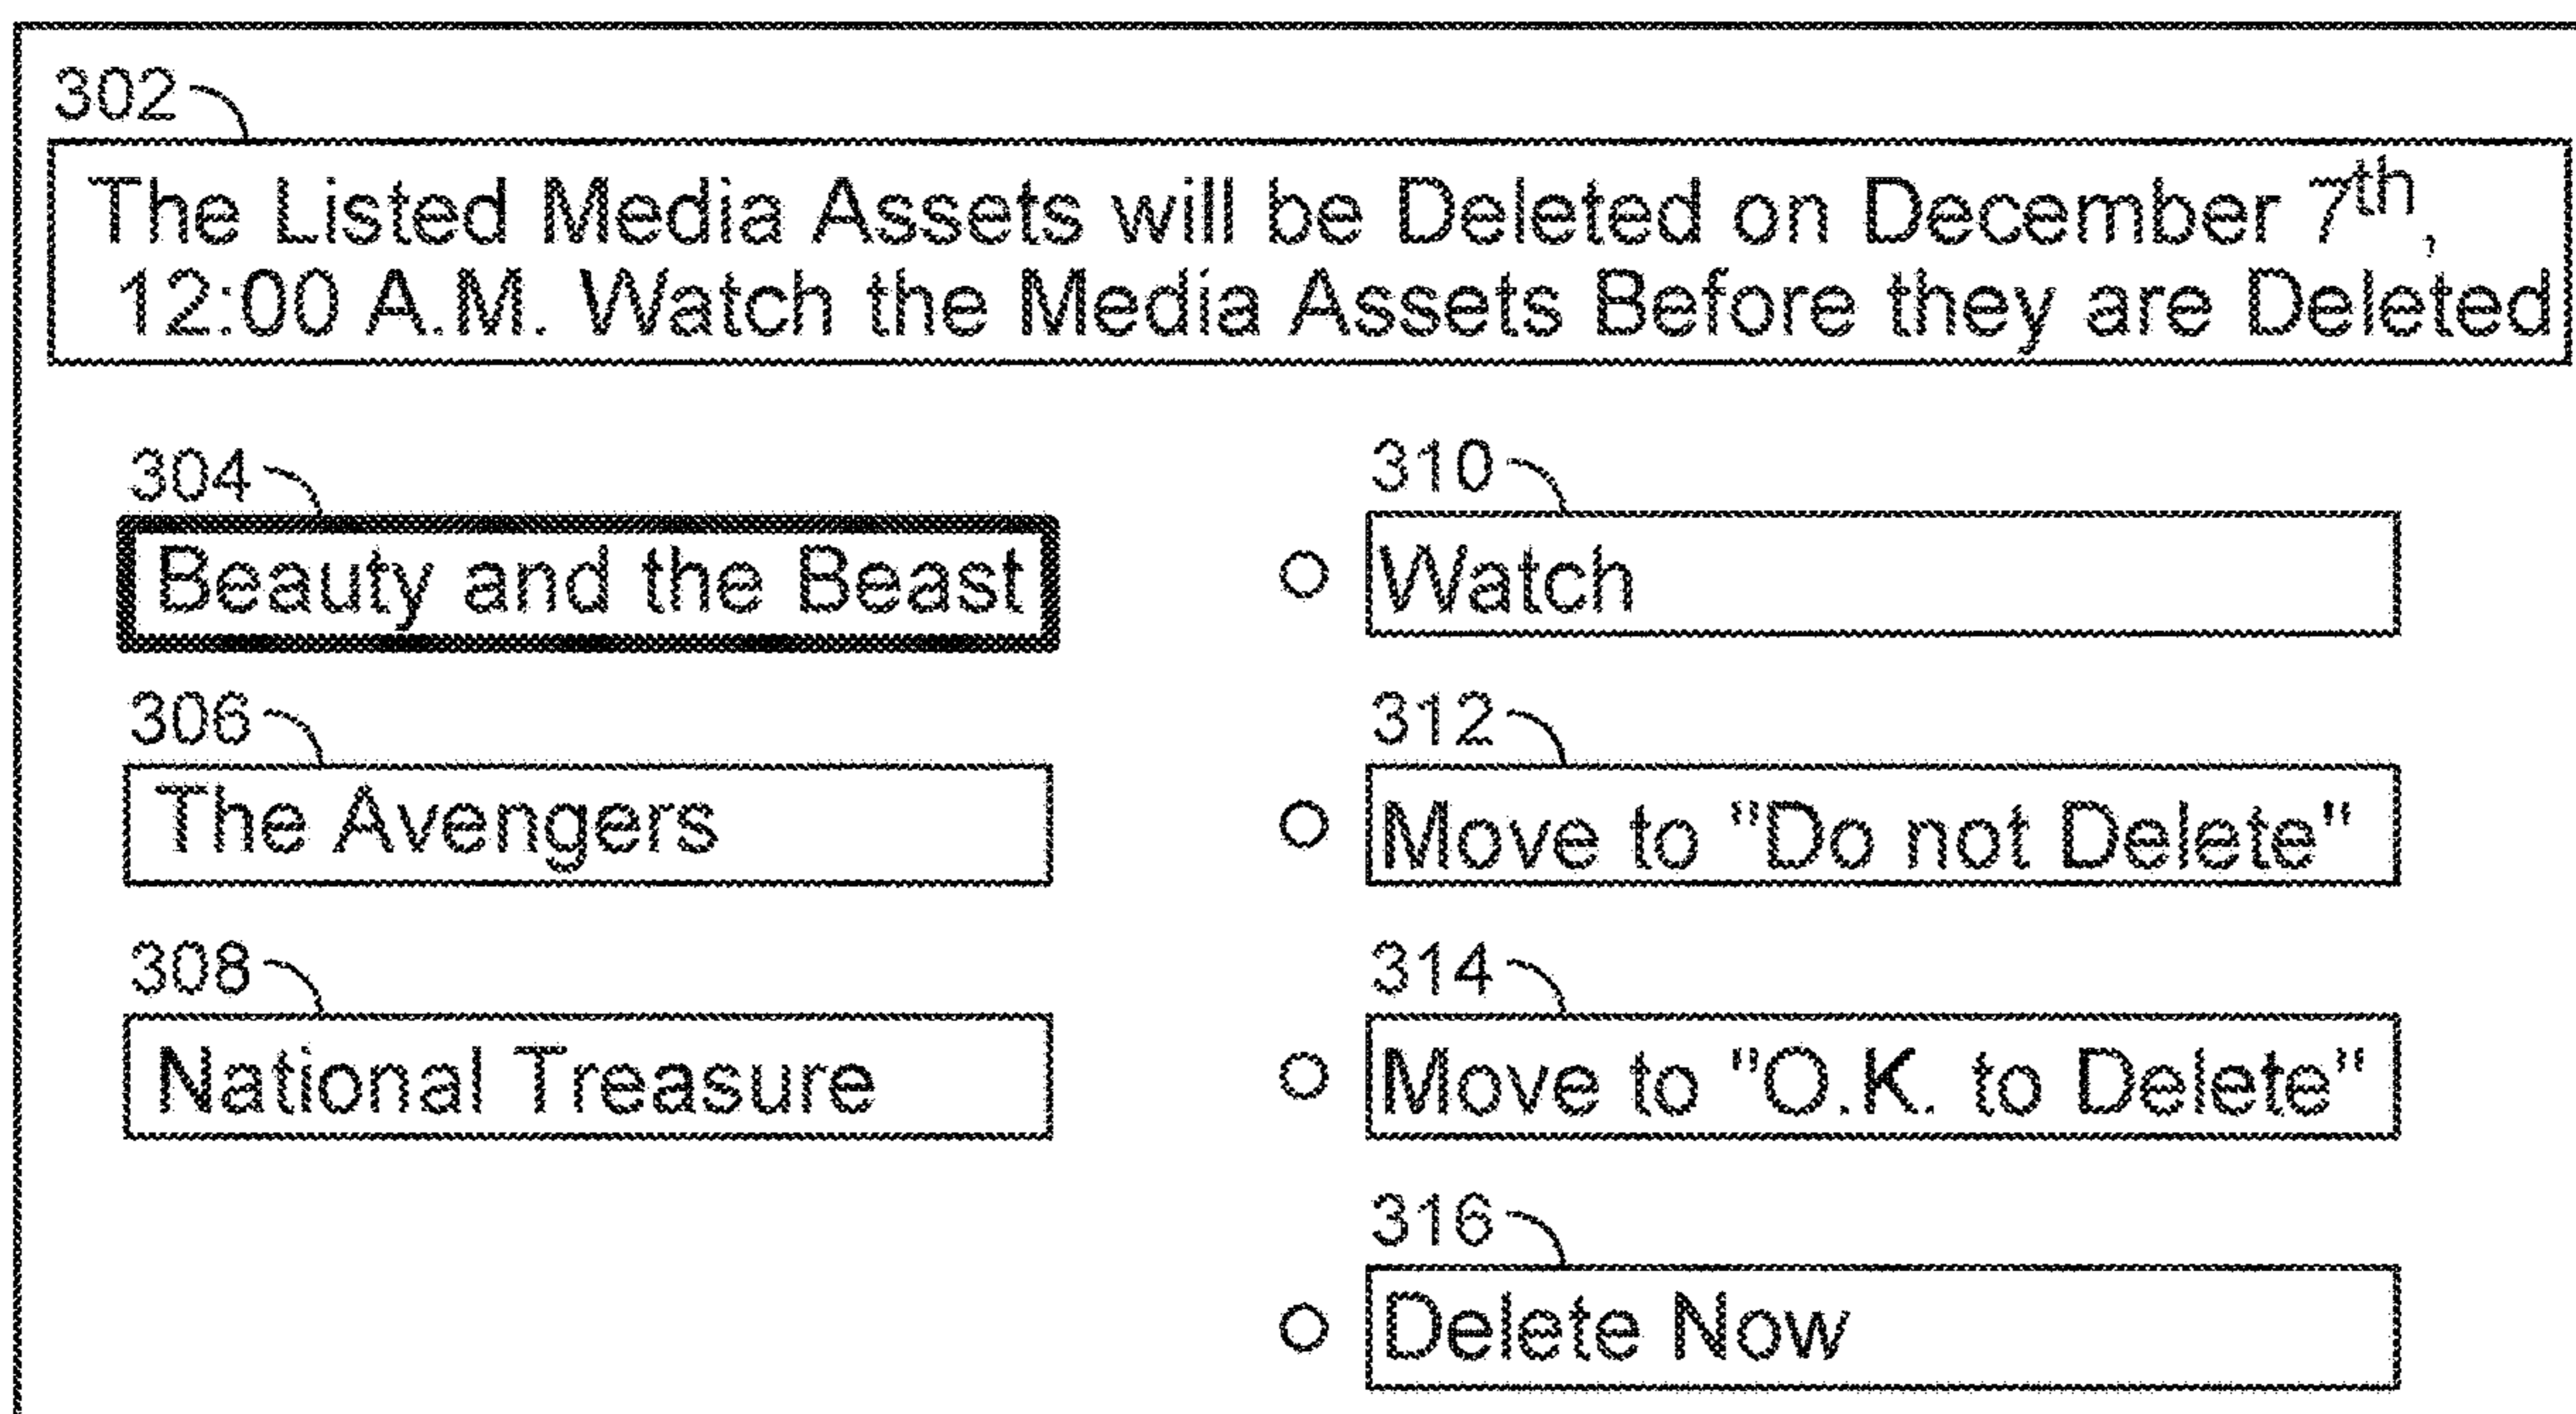 302
The Listed Media Assets will be Deleted on December 7th,
12:00 A.M. Watch the Media Assets Before they are Deleted
304
Beauty and the Beast
306
The Avengers
308
National Treasure
310
Watch
312
Move to "Do not Delete"
314
Move to "O.K. to Delete"
316
Delete Now